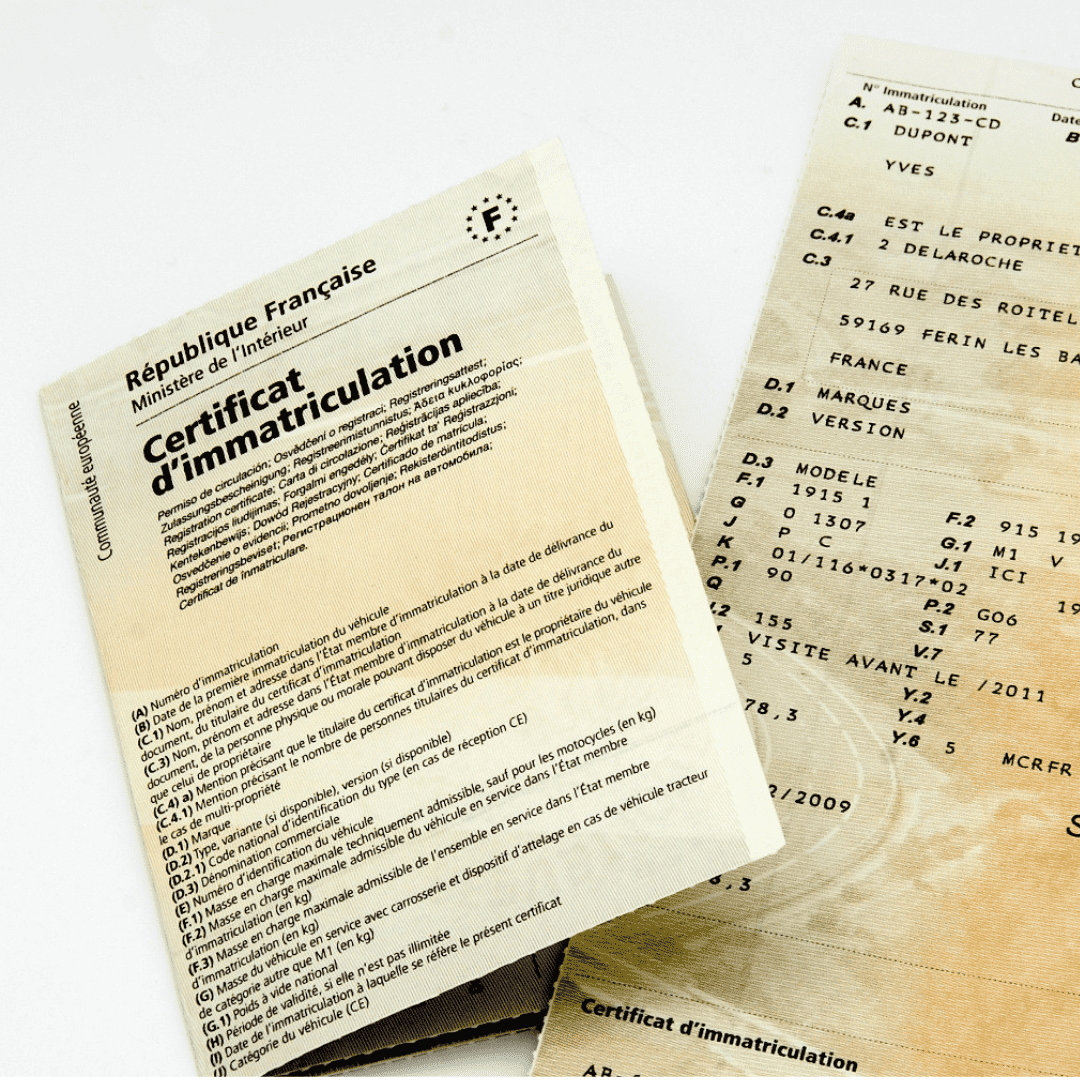 F
République Française
Ministère de l'Intérieur
Certificat
d'immatriculation
Communauté européenne
Permiso de circulación; Osvědčení o registraci; Registreringsattest;
Zulassungsbescheinigung; Registreerimistunnistus; Άδεια κυκλοφορίας;
Registration certificate; Carta di circolazione; Reģistrācijas apliecība;
Registracijos liudijimas; Forgalmi engedély; Ċertifikat ta' Reġistrazzjoni;
Kentekenbewijs; Dowód Rejestracyjny; Certificado de matrícula;
Osvedčenie o evidencii; Prometno dovoljenje; Rekisteröintitodistus;
Registreringsbeviset; Регистрационен талон на автомобила;
Certificat de inmatriculare.
(A) Numéro d'immatriculation
(B) Date de la première immatriculation du véhicule
(C.1) Nom, prénom et adresse dans l'État membre d'immatriculation à la date de délivrance du
document, du titulaire du certificat d'immatriculation
(C.3) Nom, prénom et adresse dans l'État membre d'immatriculation à la date de délivrance du
document, de la personne physique ou morale pouvant disposer du véhicule à un titre juridique autre
que celui de propriétaire
(C.4) a) Mention précisant que le titulaire du certificat d'immatriculation est le propriétaire du véhicule
(C.4.1) Mention précisant le nombre de personnes titulaires du certificat d'immatriculation, dans
le cas de multi-propriété
(D.1) Marque
(D.2) Type, variante (si disponible), version (si disponible)
(D.2.1) Code national d'identification du type (en cas de réception CE)
(D.3) Dénomination commerciale
(E) Numéro d'identification du véhicule
(F.1) Masse en charge maximale techniquement admissible, sauf pour les motocycles (en kg)
(F.2) Masse en charge maximale admissible du véhicule en service dans l'État membre
d'immatriculation (en kg)
(F.3) Masse en charge maximale admissible de l'ensemble en service dans l'État membre
d'immatriculation (en kg)
(G) Masse du véhicule en service avec carrosserie et dispositif d'attelage en cas de véhicule tracteur
de catégorie autre que M1 (en kg)
(G.1) Poids à vide national
(H) Période de validité, si elle n'est pas illimitée
(I) Date de l'immatriculation à laquelle se réfère le présent certificat
(J) Catégorie du véhicule (CE)
N° Immatriculation Date
A. AB-123-CD B
C.1 DUPONT
YVES
C.4a EST LE PROPRIET
C.4.1 2 DELAROCHE
C.3
27 RUE DES ROITEL
59169 FERIN LES BA
FRANCE
D.1 MARQUES
D.2 VERSION
D.3 MODELE
F.1 1915 1 F.2 915 19
G 0 1307 G.1 M1 V
J P C J.1 ICI
K 01/116*0317*02 19
P.1 90 P.2 GO6
Q S.1 77
.2 155 V.7
VISITE AVANT LE /2011
5 Y.2
78,3 Y.4
Y.6 5 MCRFR
2/2009
3,3
Certificat d'immatriculation